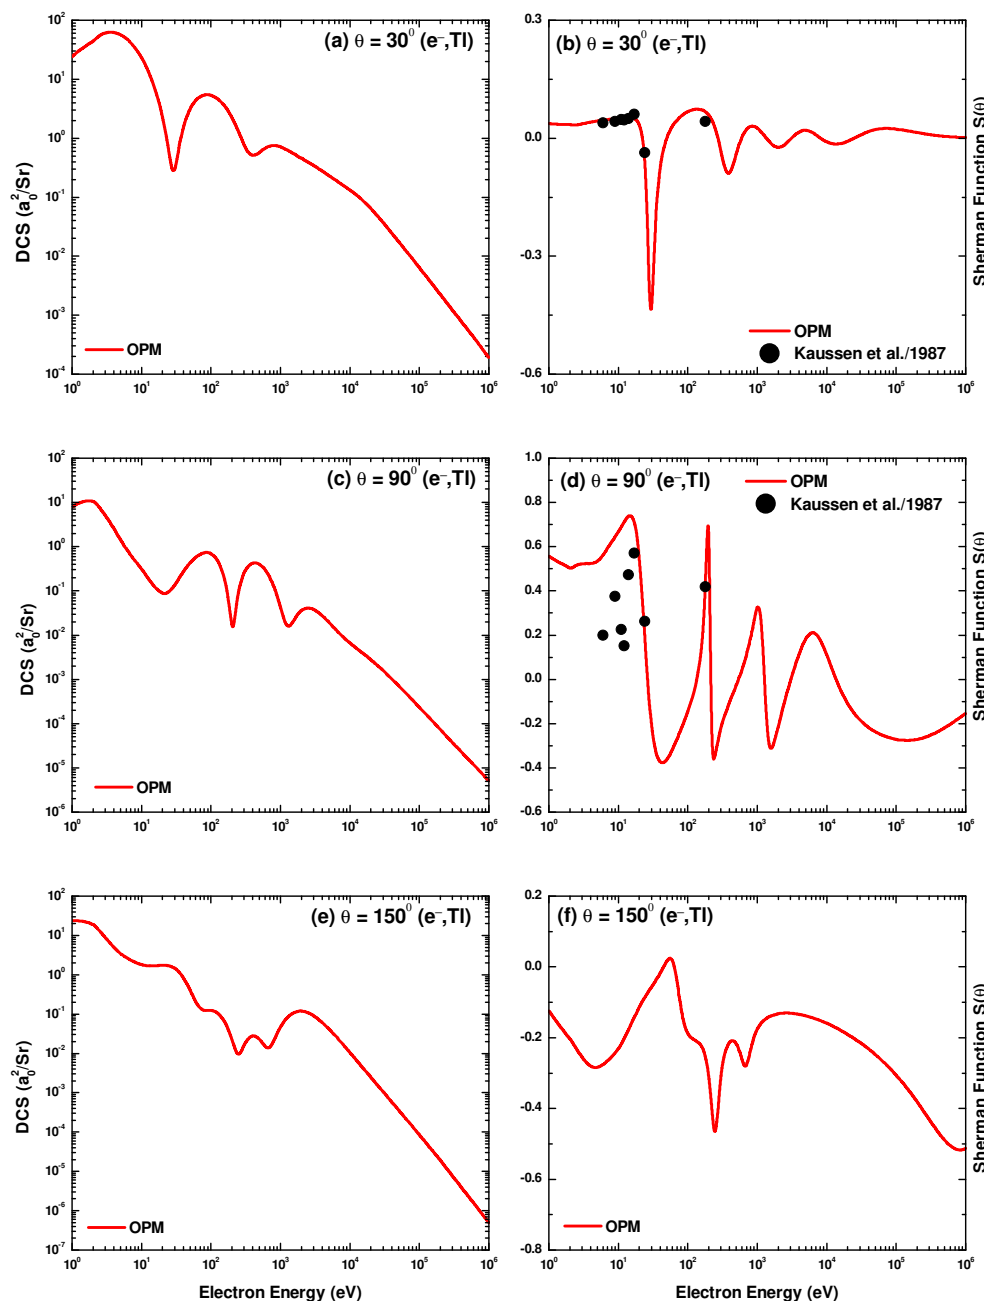 (a) θ = 30⁰ (e⁻,Tl)
DCS (a₀²/Sr)
10² 10¹ 10⁰ 10⁻¹ 10⁻² 10⁻³ 10⁻⁴
OPM
10⁰ 10¹ 10² 10³ 10⁴ 10⁵ 10⁶
(b) θ = 30⁰ (e⁻,Tl)
0.3 0.0 -0.3 -0.6
Sherman Function S(θ)
OPM
Kaussen et al./1987
10⁰ 10¹ 10² 10³ 10⁴ 10⁵ 10⁶
(c) θ = 90⁰ (e⁻,Tl)
DCS (a₀²/Sr)
10² 10¹ 10⁰ 10⁻¹ 10⁻² 10⁻³ 10⁻⁴ 10⁻⁵ 10⁻⁶
OPM
10⁰ 10¹ 10² 10³ 10⁴ 10⁵ 10⁶
(d) θ = 90⁰ (e⁻,Tl)
1.0 0.8 0.6 0.4 0.2 0.0 -0.2 -0.4 -0.6
Sherman Function S(θ)
OPM
Kaussen et al./1987
10⁰ 10¹ 10² 10³ 10⁴ 10⁵ 10⁶
(e) θ = 150⁰ (e⁻,Tl)
DCS (a₀²/Sr)
10² 10¹ 10⁰ 10⁻¹ 10⁻² 10⁻³ 10⁻⁴ 10⁻⁵ 10⁻⁶ 10⁻⁷
OPM
10⁰ 10¹ 10² 10³ 10⁴ 10⁵ 10⁶
Electron Energy (eV)
(f) θ = 150⁰ (e⁻,Tl)
0.2 0.0 -0.2 -0.4 -0.6 -0.8
Sherman Function S(θ)
OPM
10⁰ 10¹ 10² 10³ 10⁴ 10⁵ 10⁶
Electron Energy (eV)